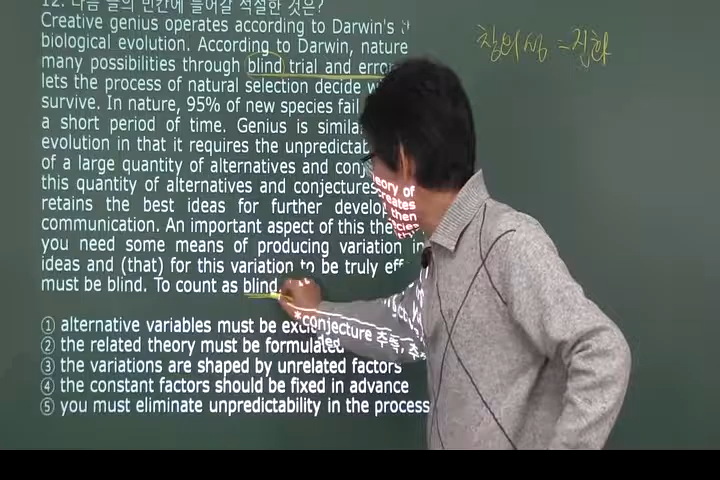 12. 다음 글의 빈칸에 들어갈 적절한 것은?
Creative genius operates according to Darwin's
biological evolution. According to Darwin, nature
many possibilities through blind trial and error
lets the process of natural selection decide
survive. In nature, 95% of new species fail
a short period of time. Genius is
evolution in that it requires the
of a large quantity of alternatives and
this quantity of alternatives and conjectures
retains the best ideas for further
communication. An important aspect of this
you need some means of producing variation in
ideas and (that) for this variation to be truly
must be blind. To count as blind,
eory of
reates
then
*conjecture 추측,
① alternative variables must be
② the related theory must be formulated
③ the variations are shaped by unrelated factors
④ the constant factors should be fixed in advance
⑤ you must eliminate unpredictability in the process
창의성 = 진화